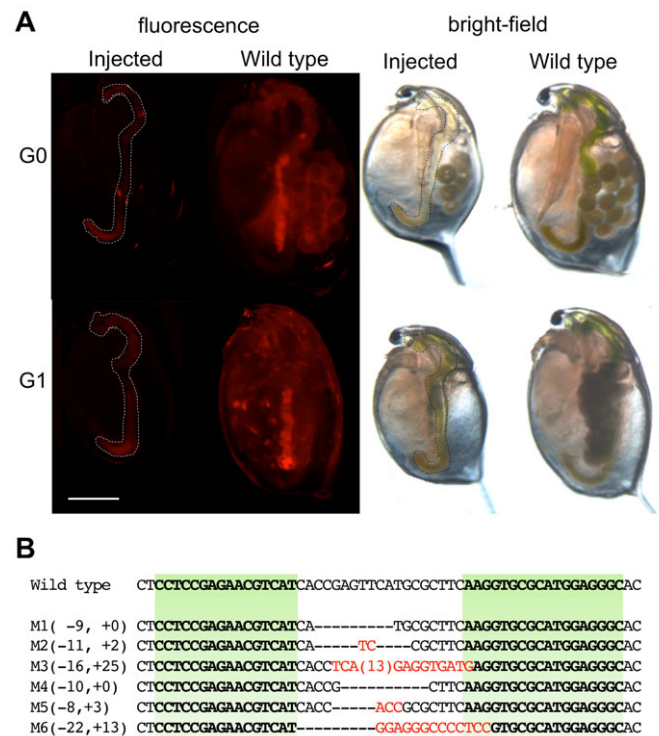 A
fluorescence
bright-field
Injected Wild type Injected Wild type
G0
G1
B
Wild type CTCCTCCGAGAACGTCATCACCGAGTTCATGCGCTTCAAGGTGCGCATGGAGGGCAC
M1( -9, +0) CTCCTCCGAGAACGTCATCA---------TGCGCTTCAAGGTGCGCATGGAGGGCAC
M2(-11, +2) CTCCTCCGAGAACGTCATCA-----TC----CGCTTCAAGGTGCGCATGGAGGGCAC
M3(-16,+25) CTCCTCCGAGAACGTCATCACCTCA(13)GAGGTGATGAGGTGCGCATGGAGGGCAC
M4(-10,+0) CTCCTCCGAGAACGTCATCACCG----------CTTCAAGGTGCGCATGGAGGGCAC
M5(-8,+3) CTCCTCCGAGAACGTCATCACC-----ACCGCGCTTCAAGGTGCGCATGGAGGGCAC
M6(-22,+13) CTCCTCCGAGAACGTCAT---------GGAGGGCCCCTCCGTGCGCATGGAGGGCAC